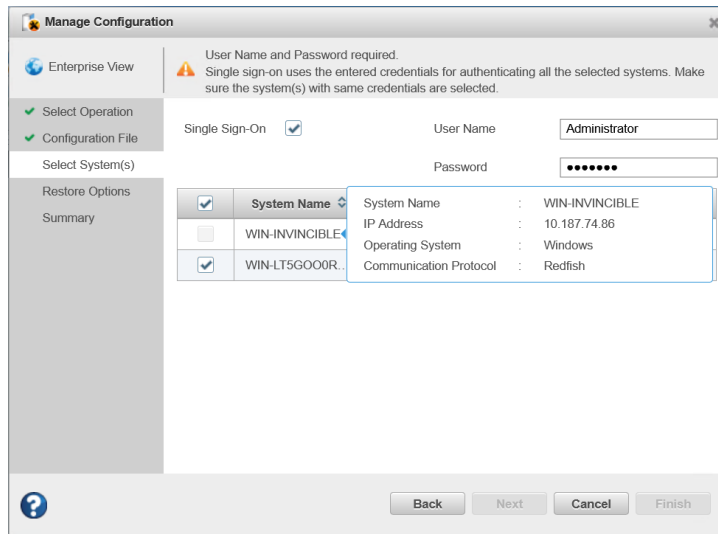 Manage Configuration
Enterprise View
User Name and Password required.
Single sign-on uses the entered credentials for authenticating all the selected systems. Make
sure the system(s) with same credentials are selected.
Select Operation
Configuration File
Select System(s)
Restore Options
Summary
Single Sign-On
User Name
Administrator
Password
System Name
WIN-INVINCIBLE
WIN-LT5GOO0R...
System Name : WIN-INVINCIBLE
IP Address : 10.187.74.86
Operating System : Windows
Communication Protocol : Redfish
? Back Next Cancel Finish